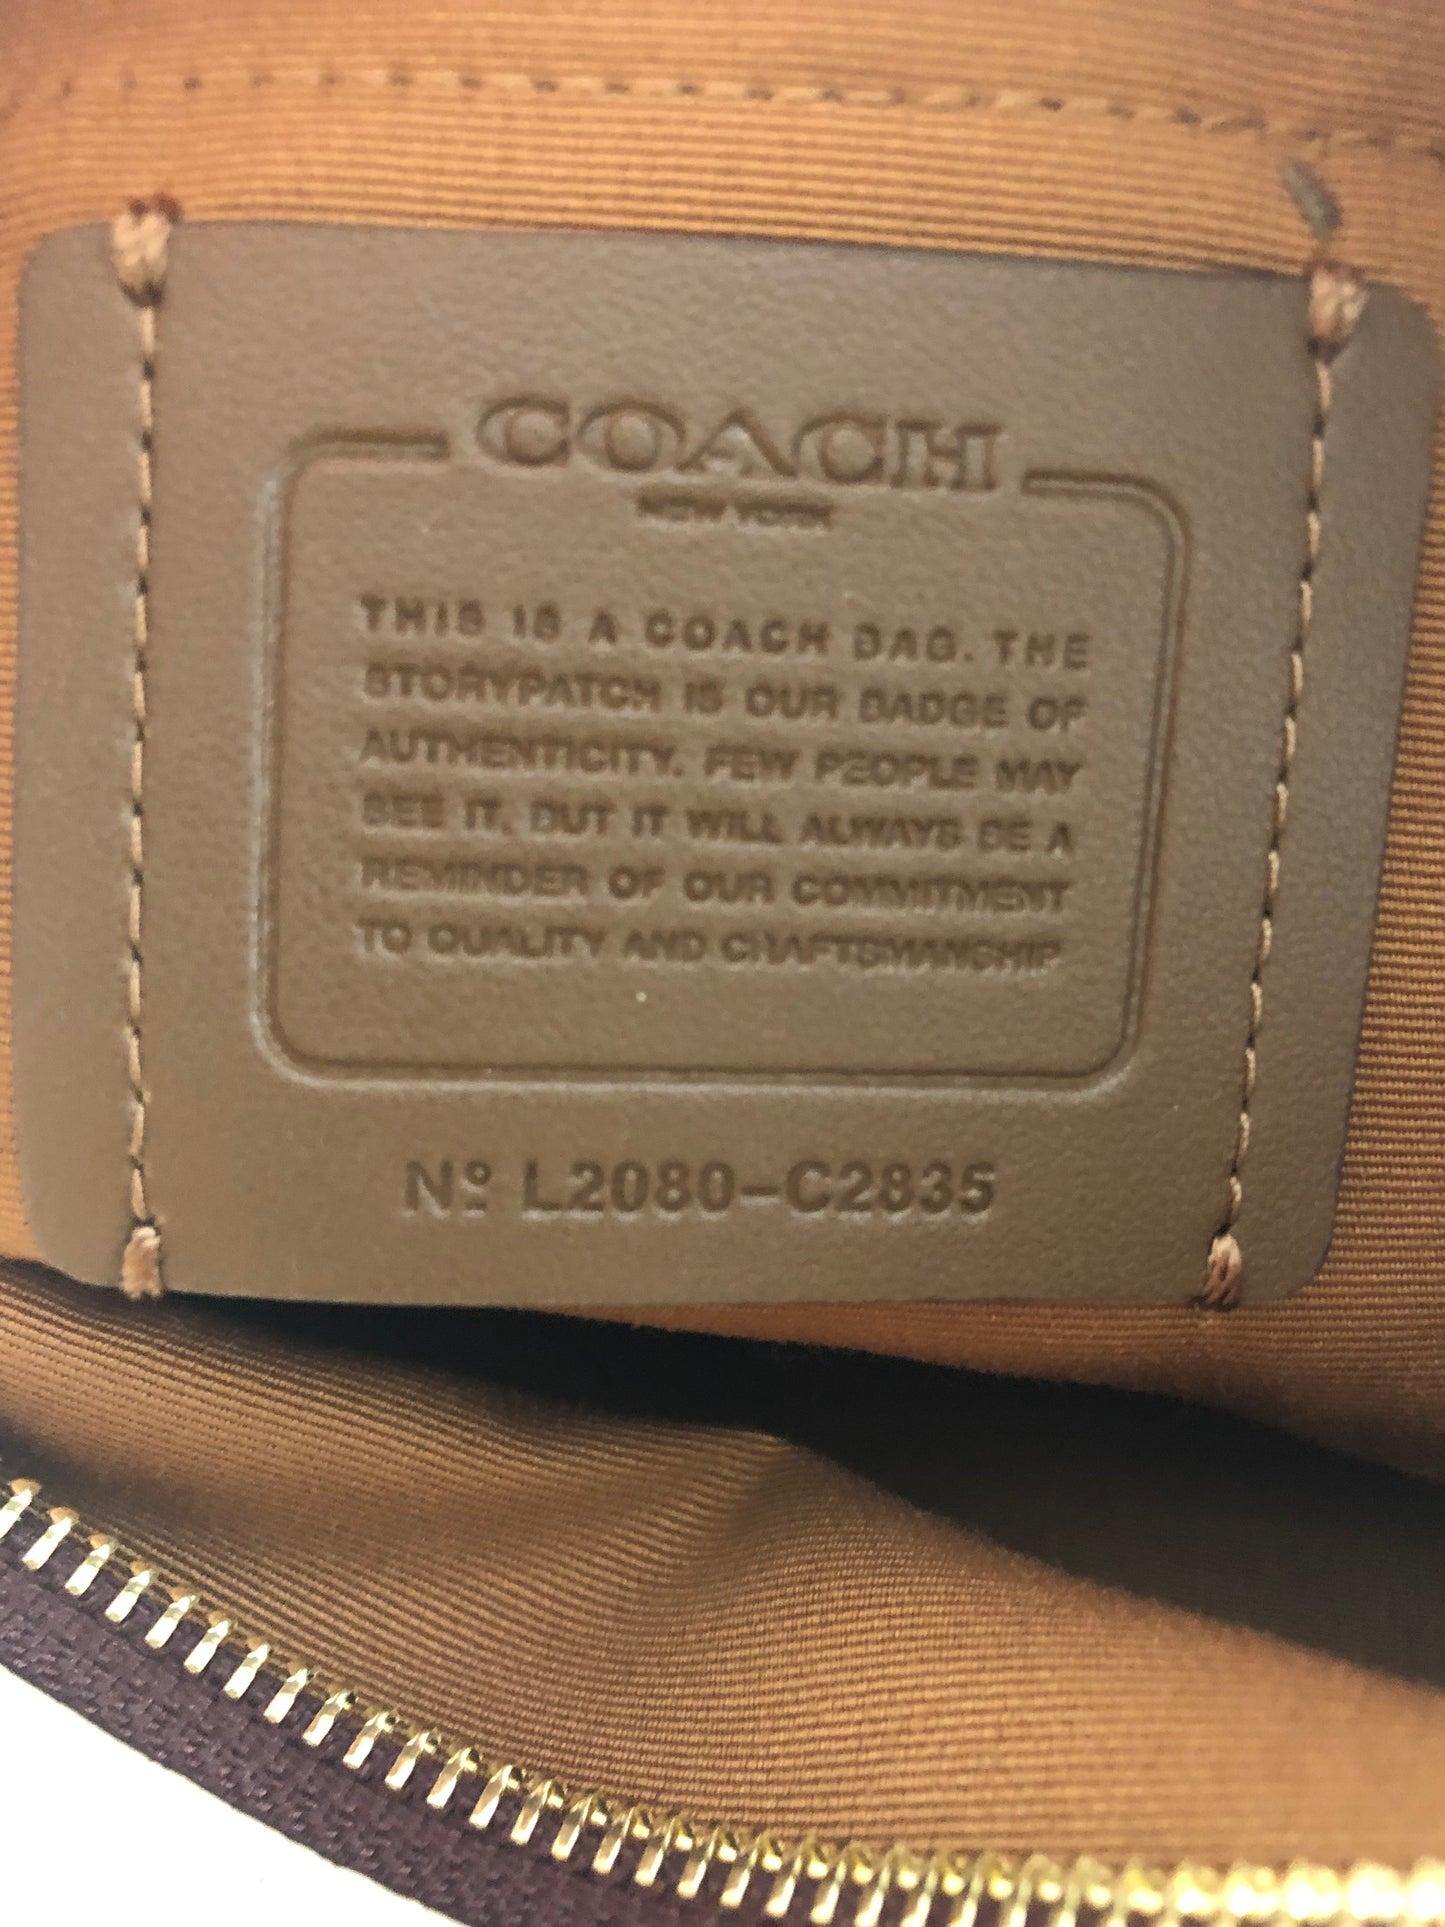 COACH
NEW YORK
THIS IS A COACH BAG. THE
STORYPATCH IS OUR BADGE OF
AUTHENTICITY. FEW PEOPLE MAY
SEE IT, BUT IT WILL ALWAYS BE A
REMINDER OF OUR COMMITMENT
TO QUALITY AND CRAFTSMANSHIP.
Nº L2080-C2835